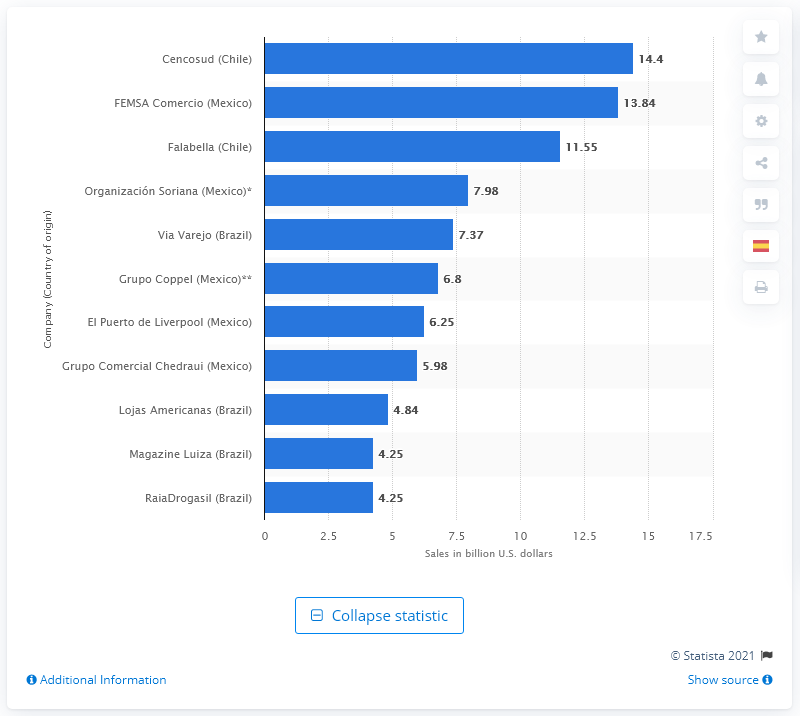 Company (Country of origin)
Cencosud (Chile) 14.4
FEMSA Comercio (Mexico) 13.84
Falabella (Chile) 11.55
Organización Soriana (Mexico)* 7.98
Via Varejo (Brazil) 7.37
Grupo Coppel (Mexico)** 6.8
El Puerto de Liverpool (Mexico) 6.25
Grupo Comercial Chedraui (Mexico) 5.98
Lojas Americanas (Brazil) 4.84
Magazine Luiza (Brazil) 4.25
RaiaDrogasil (Brazil) 4.25
0 2.5 5 7.5 10 12.5 15 17.5
Sales in billion U.S. dollars
Collapse statistic
© Statista 2021
Additional Information Show source